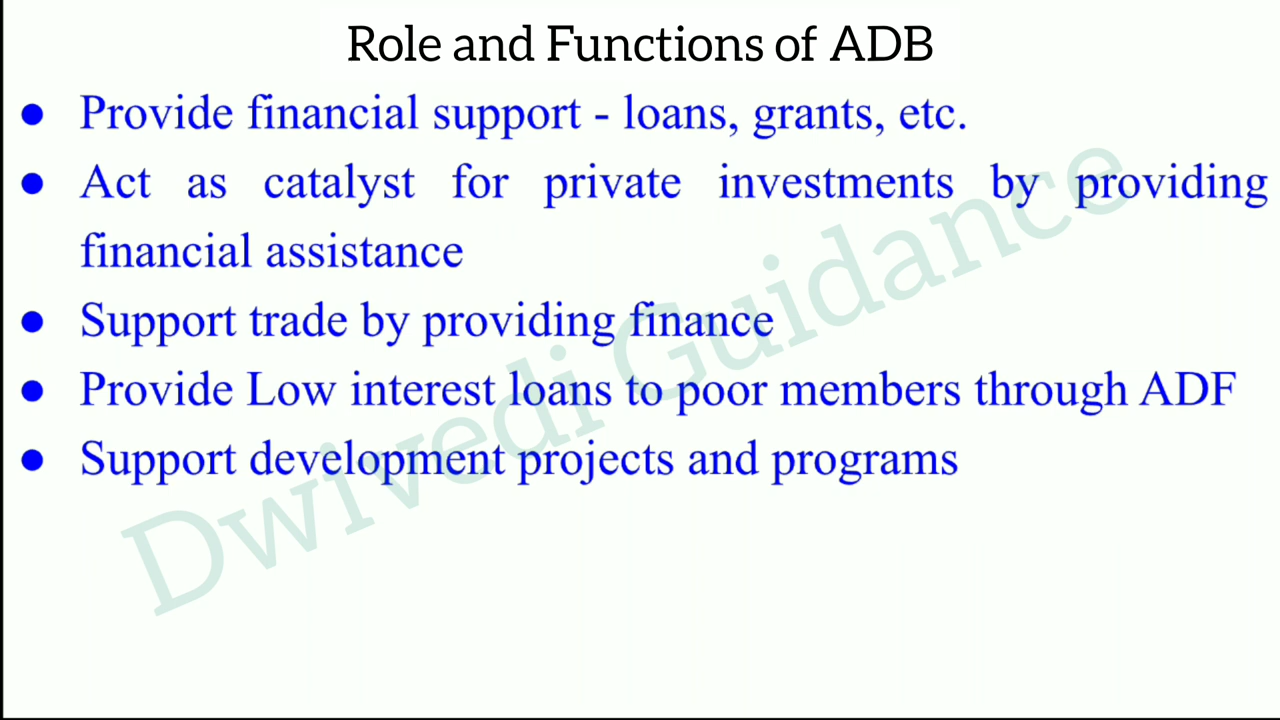 Role and Functions of ADB
● Provide financial support - loans, grants, etc.
● Act as catalyst for private investments by providing
financial assistance
● Support trade by providing finance
● Provide Low interest loans to poor members through ADF
● Support development projects and programs
Dwivedi Guidance